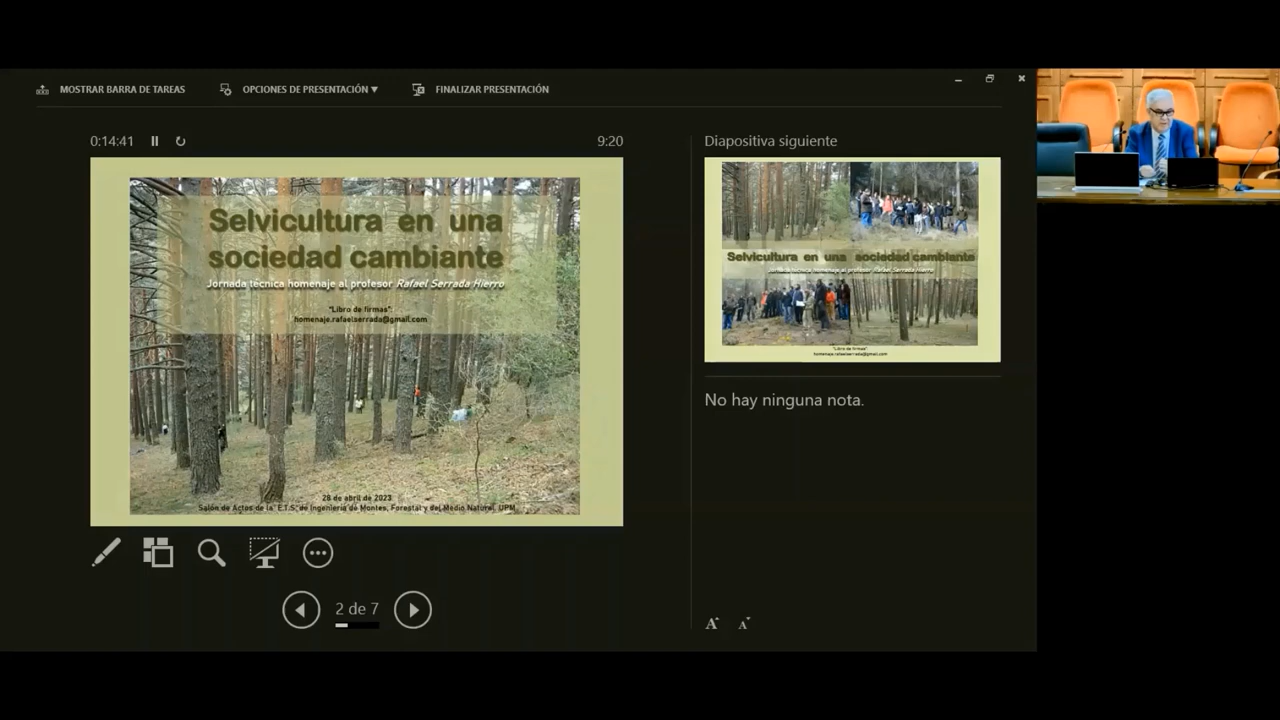 MOSTRAR BARRA DE TAREAS
OPCIONES DE PRESENTACIÓN ▼
FINALIZAR PRESENTACIÓN
0:14:41
9:20
Selvicultura en una
sociedad cambiante
Jornada técnica homenaje al profesor Rafael Serrada Hierro
"Libro de firmas":
homenaje.rafaelserrada@gmail.com
28 de abril de 2023
Salón de Actos de la E.T.S. de Ingeniería de Montes, Forestal y del Medio Natural, UPM
2 de 7
Diapositiva siguiente
Selvicultura en una sociedad cambiante
Jornada técnica homenaje al profesor Rafael Serrada Hierro
"Libro de firmas":
homenaje.rafaelserrada@gmail.com
No hay ninguna nota.
A A